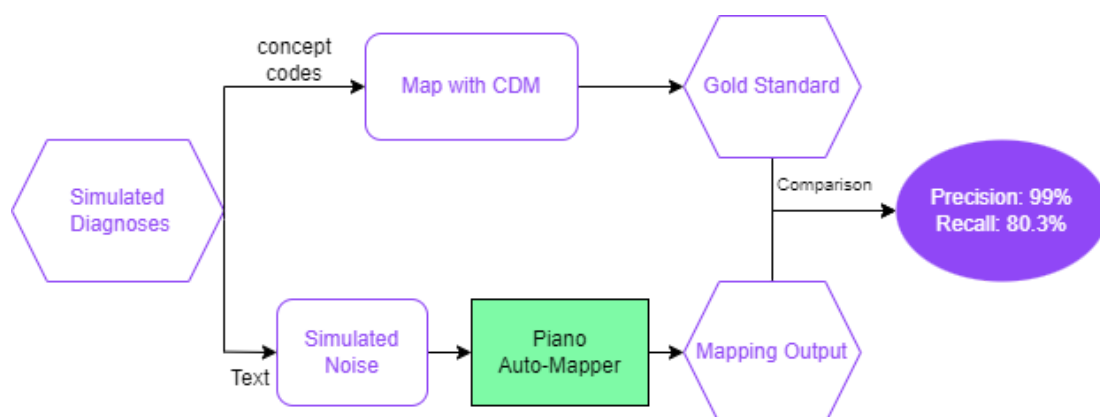 concept
codes
Map with CDM
Gold Standard
Simulated
Diagnoses
Comparison
Precision: 99%
Recall: 80.3%
Text
Simulated
Noise
Piano
Auto-Mapper
Mapping Output